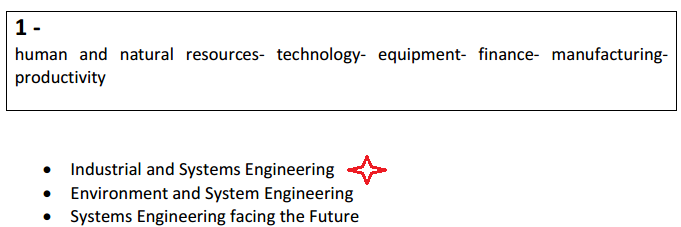 1 -
human and natural resources- technology- equipment- finance- manufacturing-
productivity
• Industrial and Systems Engineering
• Environment and System Engineering
• Systems Engineering facing the Future